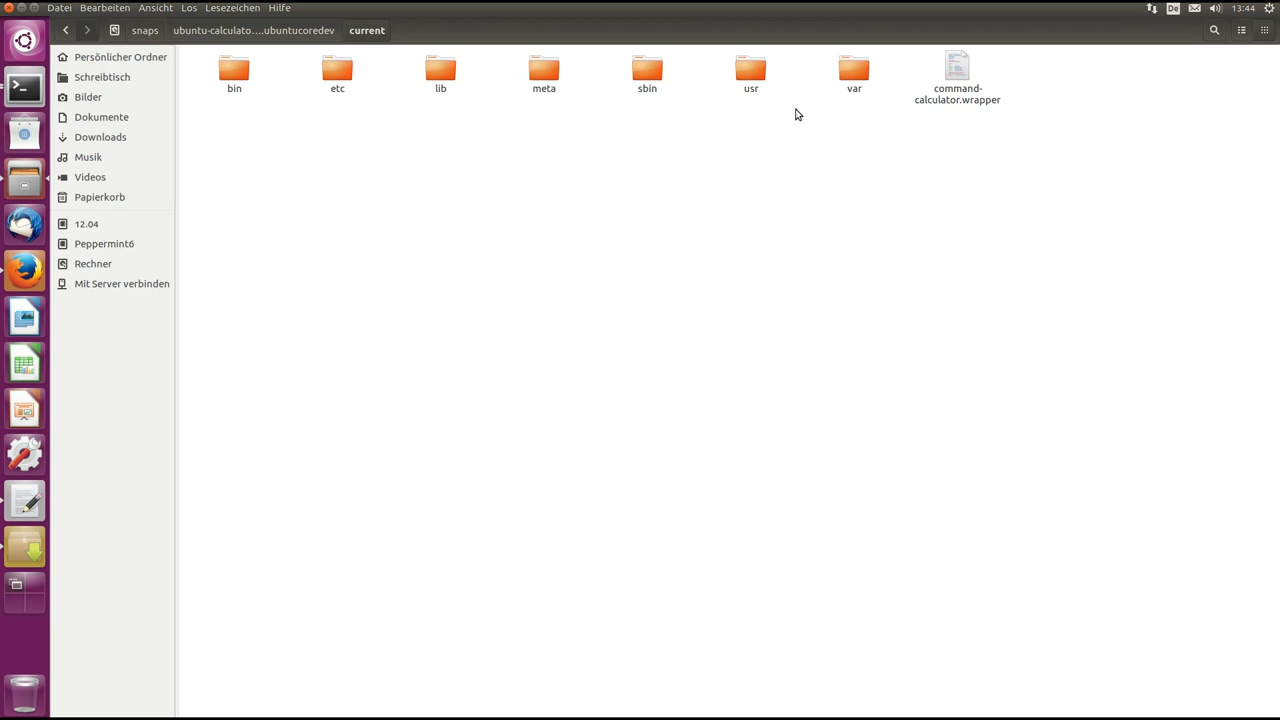 Datei Bearbeiten Ansicht Los Lesezeichen Hilfe
De 13:44
snaps ubuntu-calculato....ubuntucoredev current
Persönlicher Ordner
Schreibtisch
Bilder
Dokumente
Downloads
Musik
Videos
Papierkorb
12.04
Peppermint6
Rechner
Mit Server verbinden
bin etc lib meta sbin usr var command-
calculator.wrapper